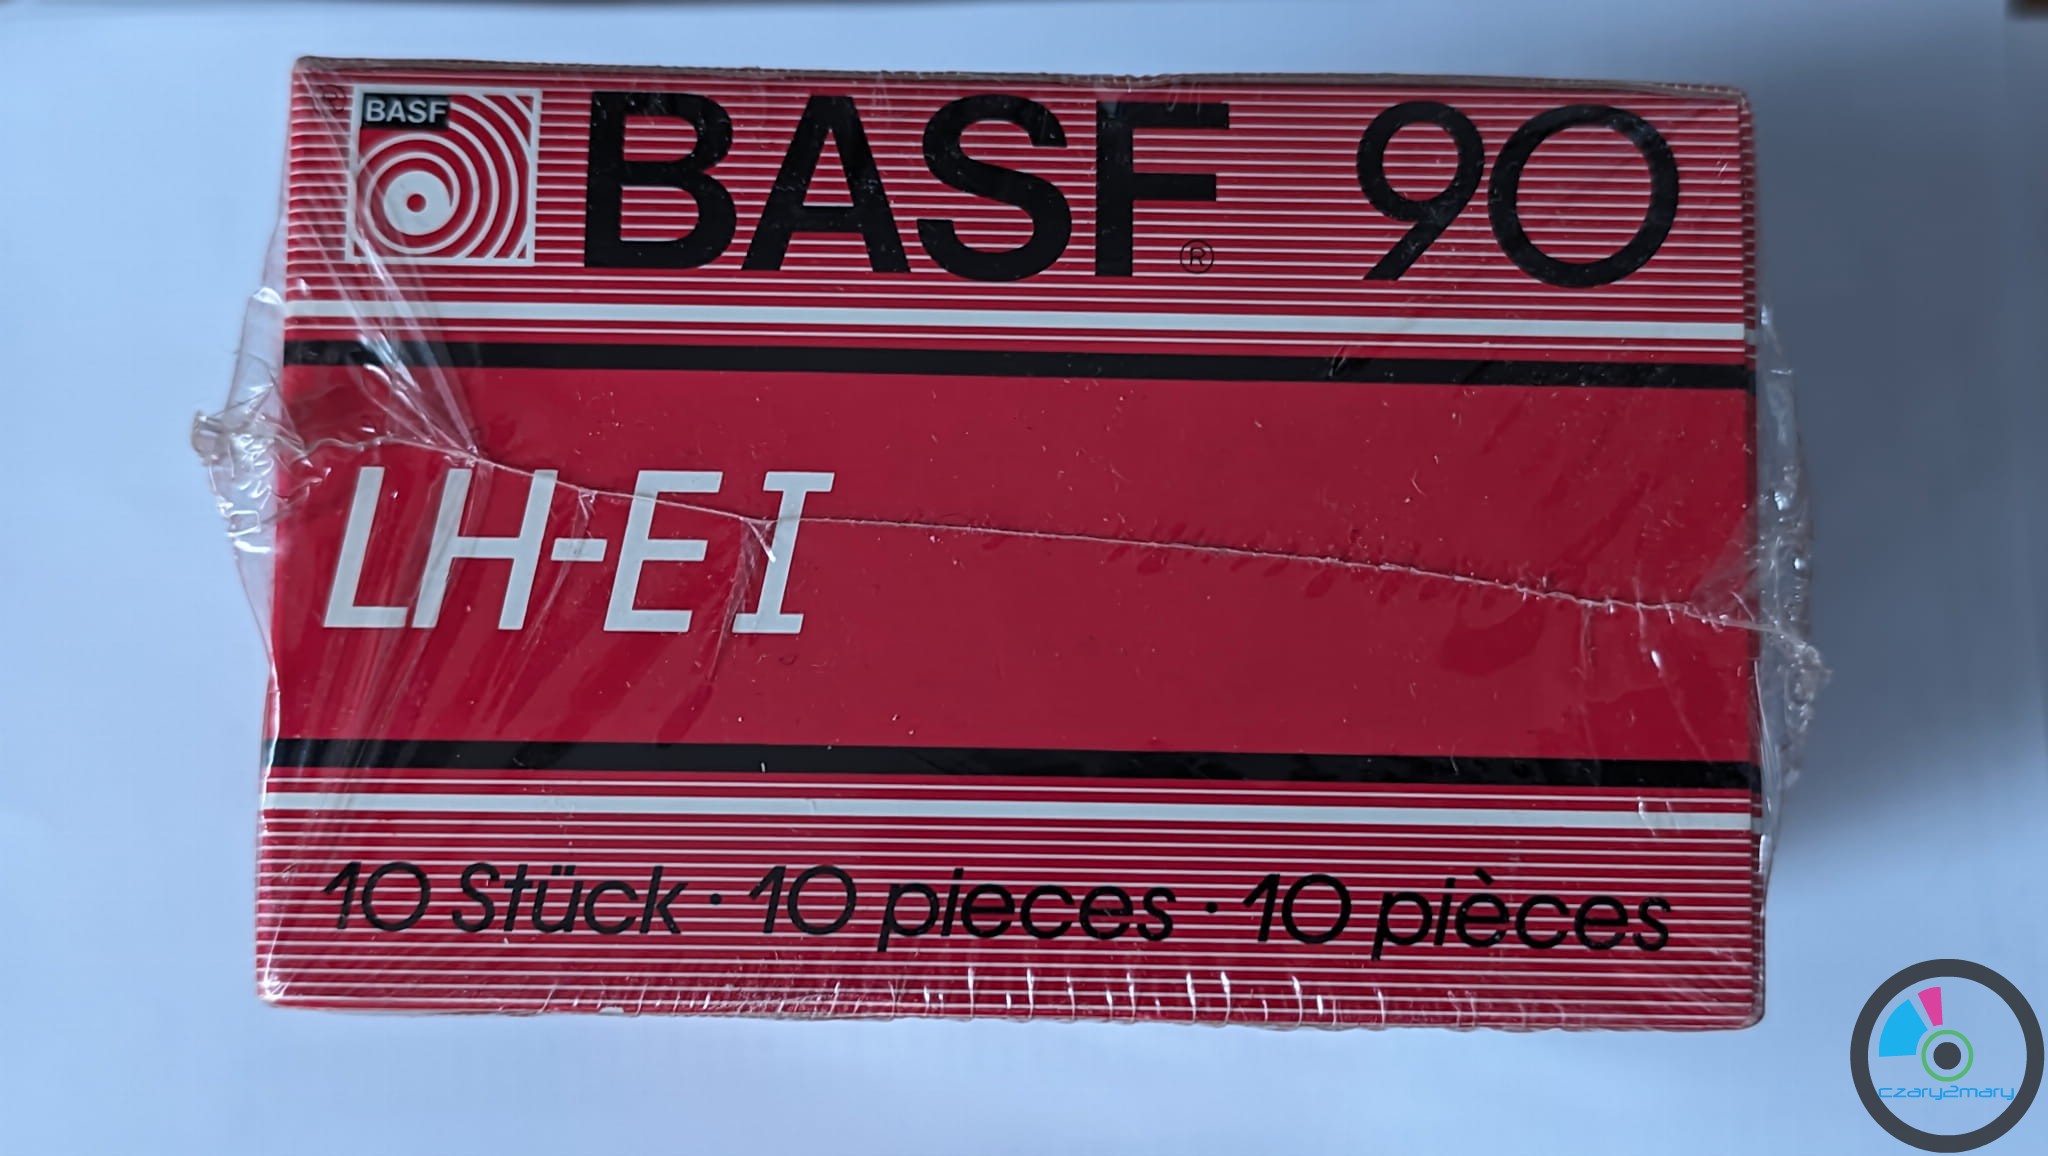 BASF
BASF® 90
LH-E I
10 Stück · 10 pieces · 10 pièces
czary2mary